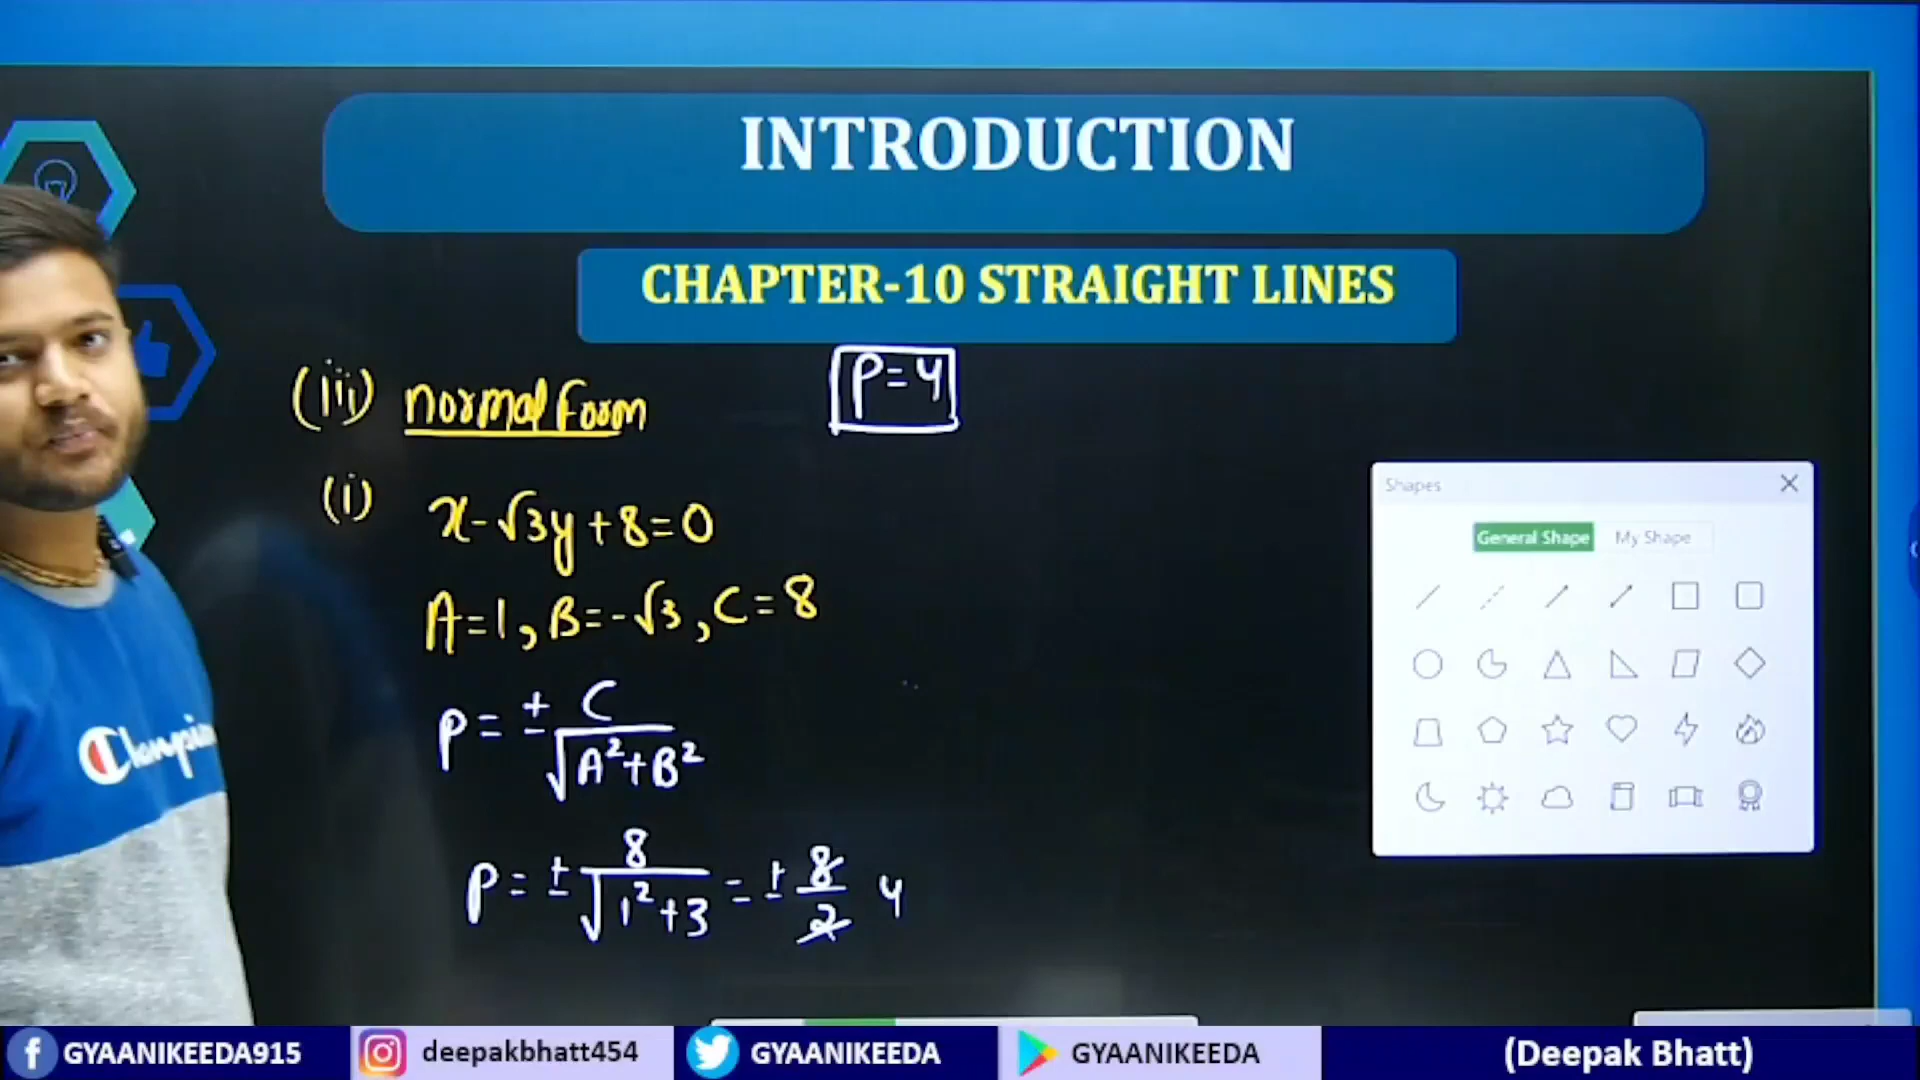 INTRODUCTION
CHAPTER-10 STRAIGHT LINES
(iii) normal form
P=4
(i) x-√3y+8=0
A=1, B=-√3, C=8
p = ± C/√A²+B²
p = ± 8/√1²+3 = ± 8/2 4
Champion
Shapes
General Shape My Shape
GYAANIKEEDA915 deepakbhatt454 GYAANIKEEDA GYAANIKEEDA (Deepak Bhatt)